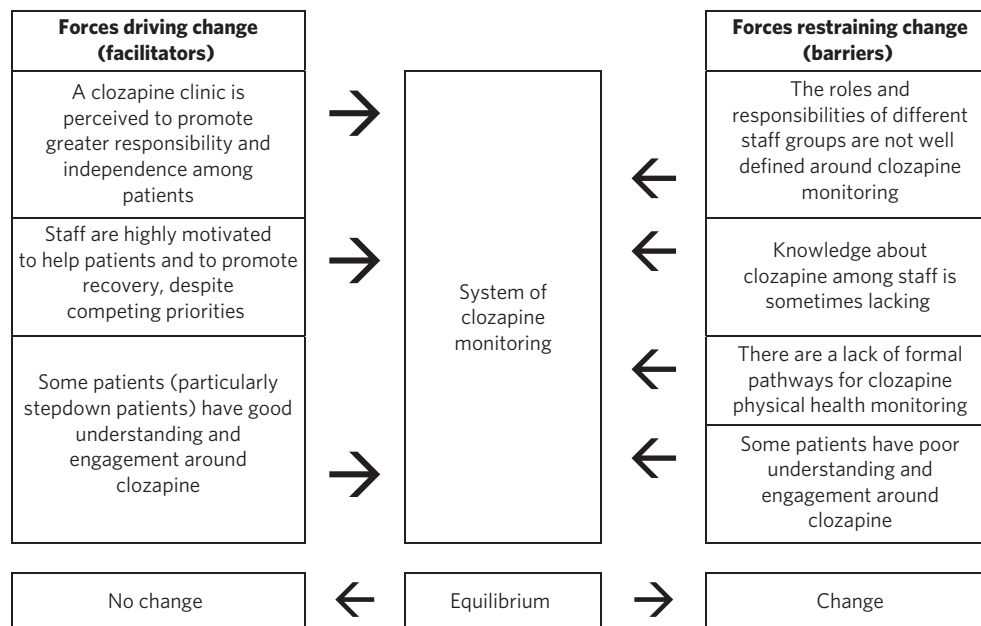 Forces driving change
(facilitators)
A clozapine clinic is
perceived to promote
greater responsibility and
independence among
patients
Staff are highly motivated
to help patients and to promote
recovery, despite
competing priorities
Some patients (particularly
stepdown patients) have good
understanding and
engagement around
clozapine
System of
clozapine
monitoring
Forces restraining change
(barriers)
The roles and
responsibilities of different
staff groups are not well
defined around clozapine
monitoring
Knowledge about
clozapine among staff is
sometimes lacking
There are a lack of formal
pathways for clozapine
physical health monitoring
Some patients have poor
understanding and
engagement around
clozapine
No change
Equilibrium
Change